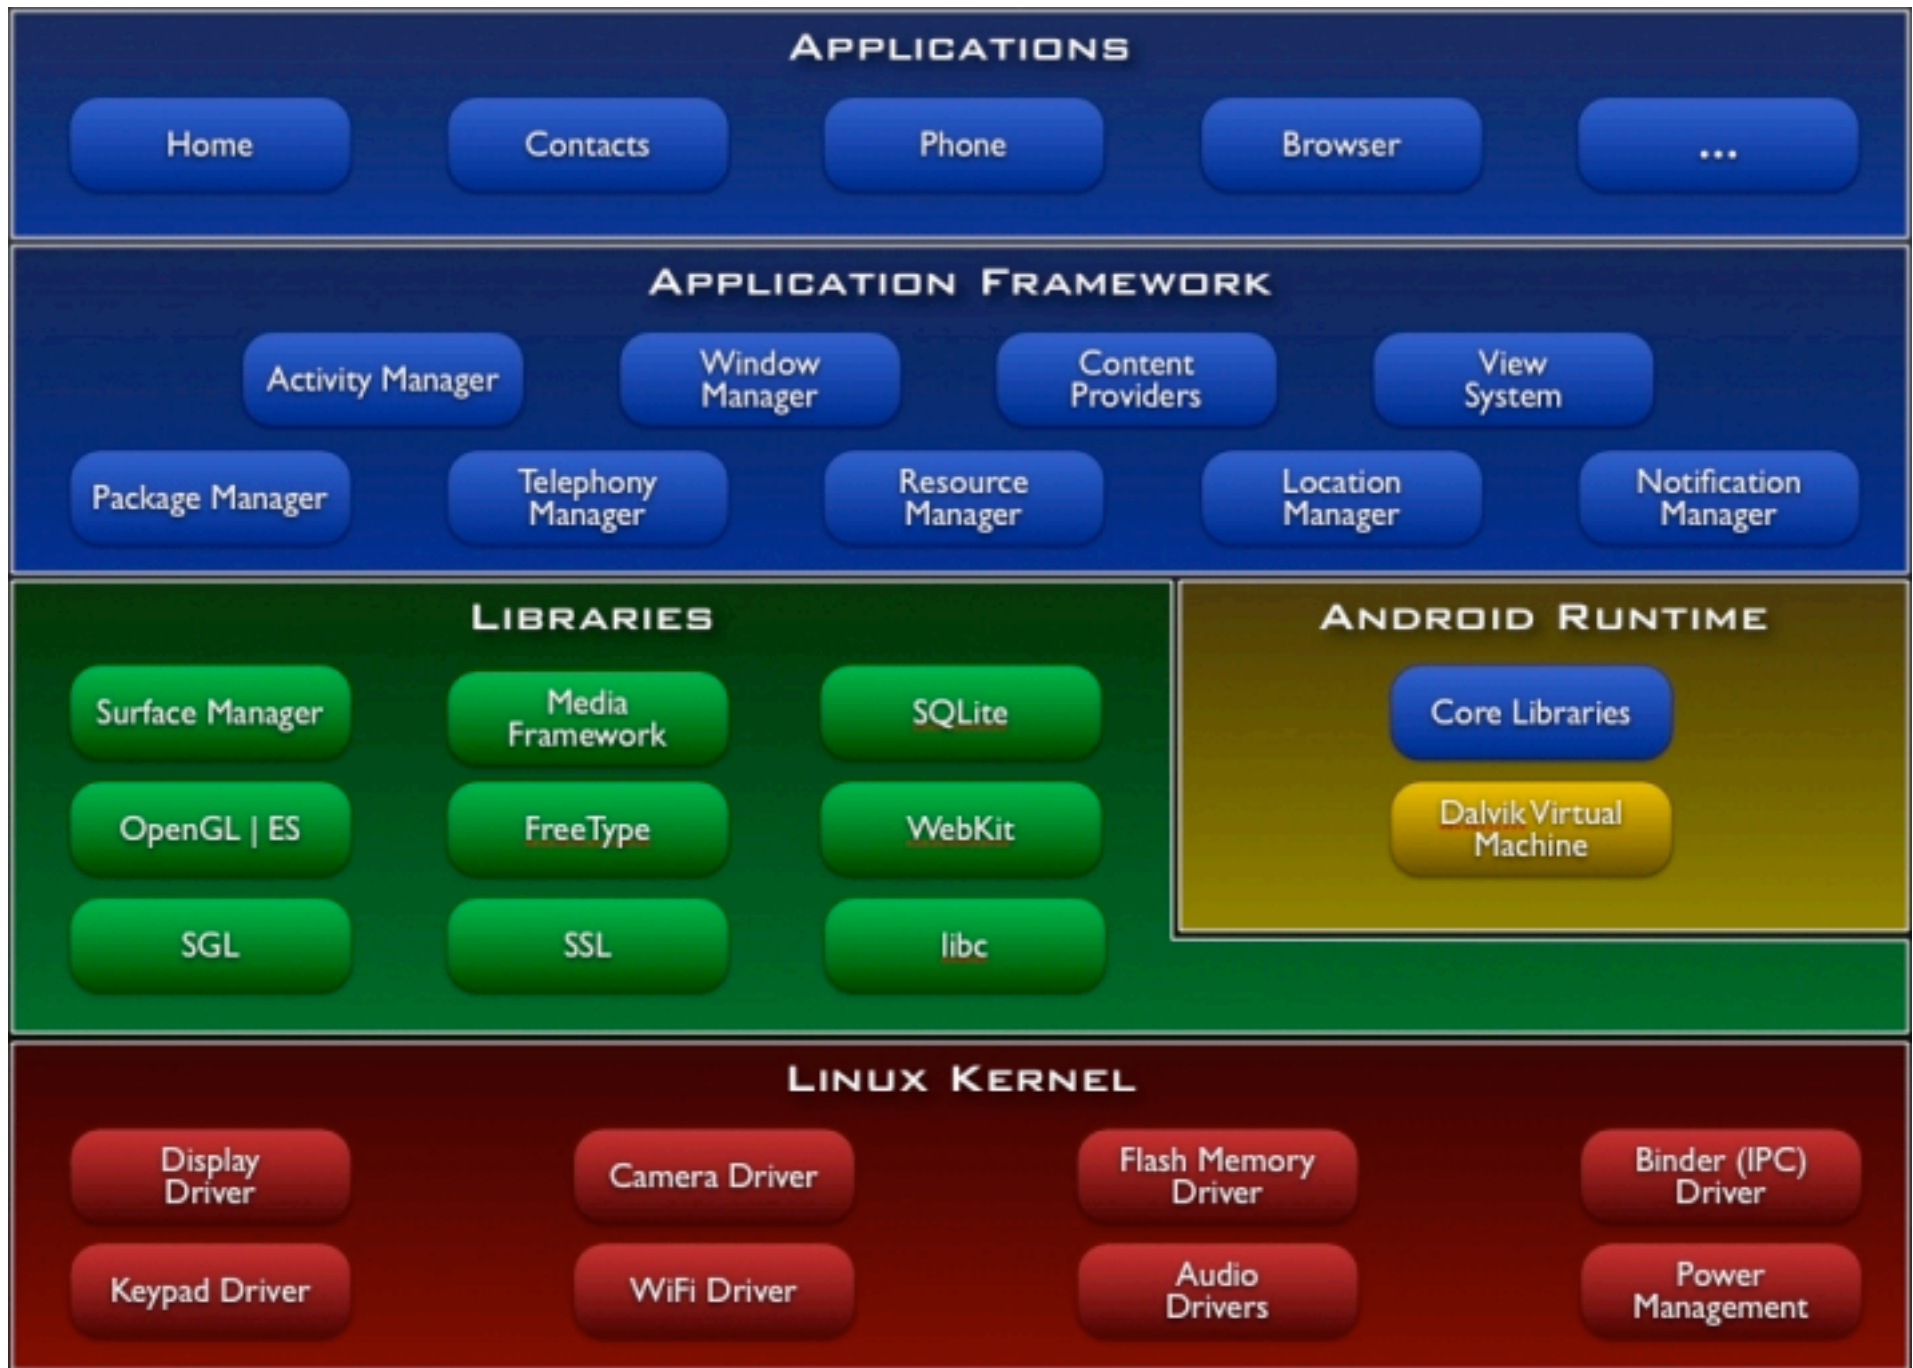 APPLICATIONS
Home
Contacts
Phone
Browser
...
APPLICATION FRAMEWORK
Activity Manager
Window
Manager
Content
Providers
View
System
Package Manager
Telephony
Manager
Resource
Manager
Location
Manager
Notification
Manager
LIBRARIES
Surface Manager
Media
Framework
SQLite
OpenGL | ES
FreeType
WebKit
SGL
SSL
libc
ANDROID RUNTIME
Core Libraries
Dalvik Virtual
Machine
LINUX KERNEL
Display
Driver
Camera Driver
Flash Memory
Driver
Binder (IPC)
Driver
Keypad Driver
WiFi Driver
Audio
Drivers
Power
Management